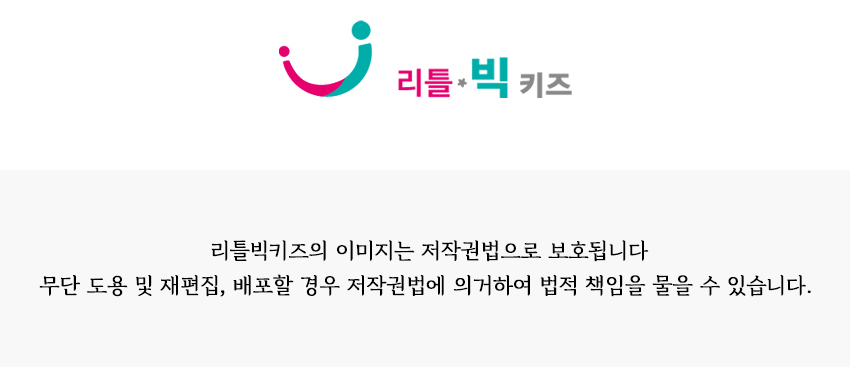 리틀★빅 키즈
리틀빅키즈의 이미지는 저작권법으로 보호됩니다
무단 도용 및 재편집, 배포할 경우 저작권법에 의거하여 법적 책임을 물을 수 있습니다.